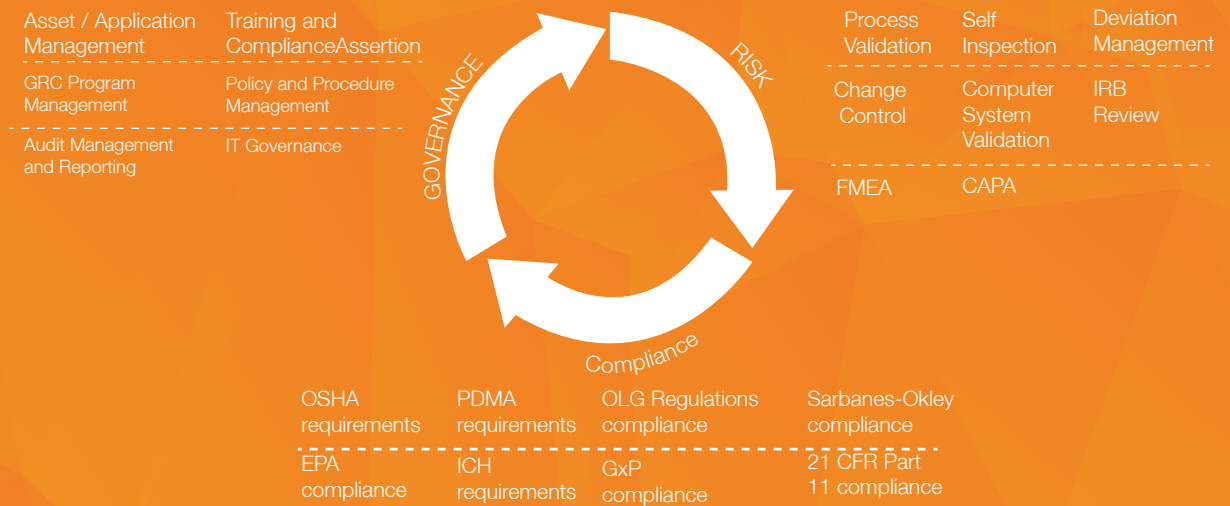 Asset / Application
Management
Training and
ComplianceAssertion
GRC Program
Management
Policy and Procedure
Management
Audit Management
and Reporting
IT Governance
GOVERNANCE
RISK
Compliance
Process
Validation
Self
Inspection
Deviation
Management
Change
Control
Computer
System
Validation
IRB
Review
FMEA
CAPA
OSHA
requirements
PDMA
requirements
OLG Regulations
compliance
Sarbanes-Okley
compliance
EPA
compliance
ICH
requirements
GxP
compliance
21 CFR Part
11 compliance